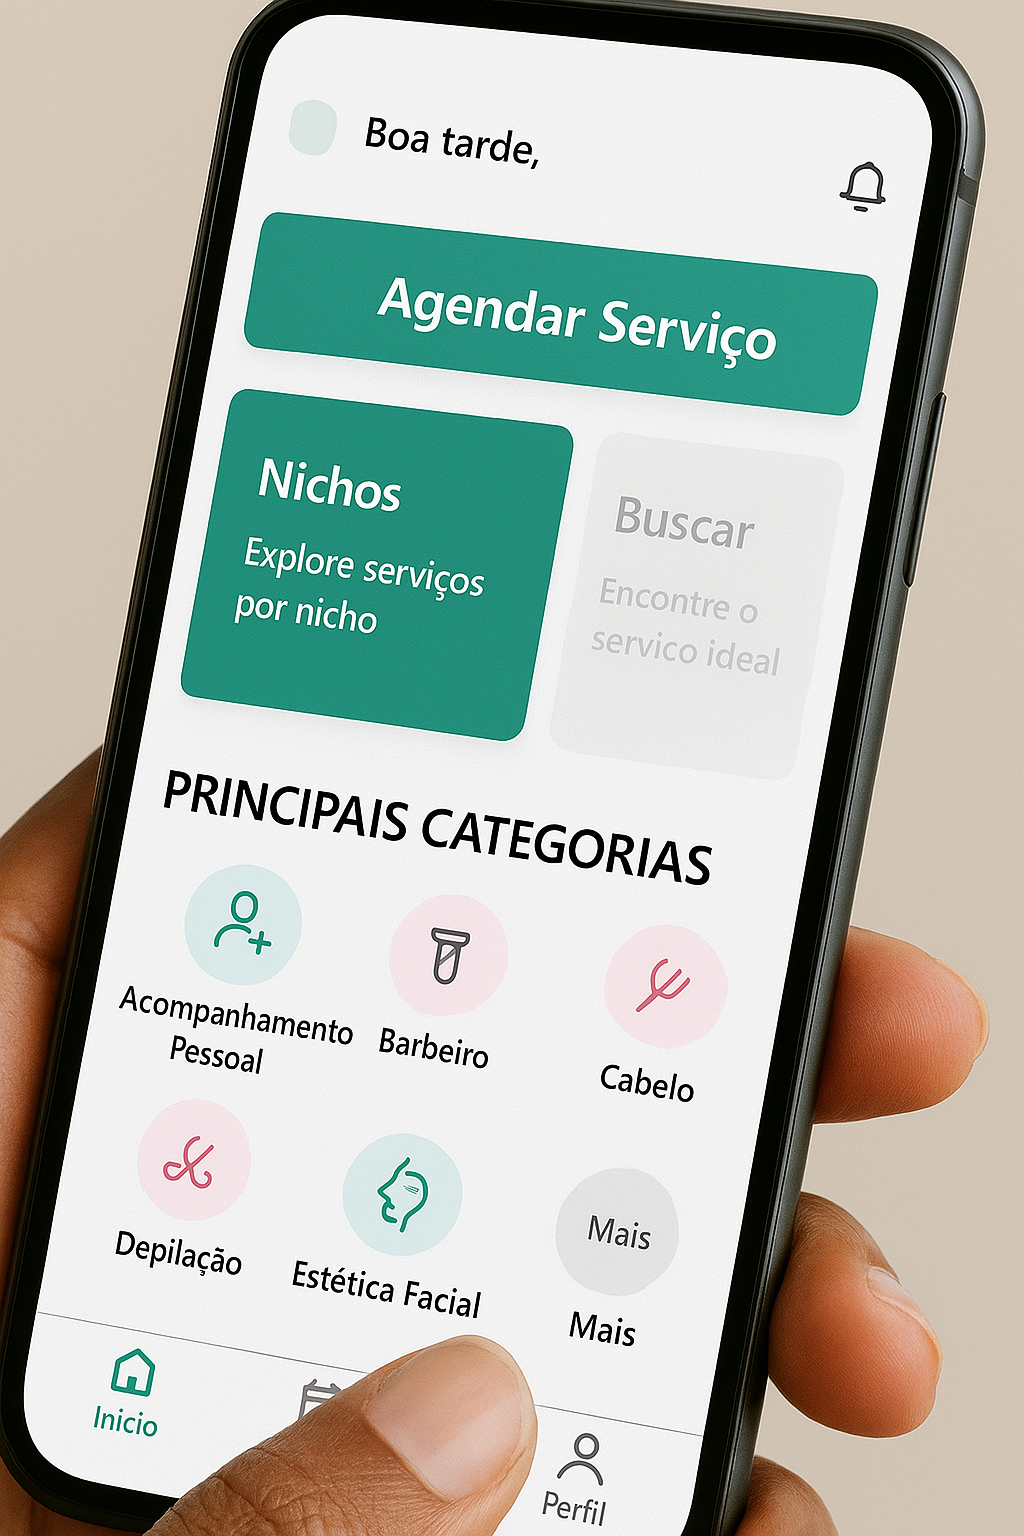 Boa tarde,
Agendar Serviço
Nichos
Explore serviços
por nicho
Buscar
Encontre o
servico ideal
PRINCIPAIS CATEGORIAS
Acompanhamento
Pessoal
Barbeiro
Cabelo
Depilação
Estética Facial
Mais
Mais
Inicio
Perfil